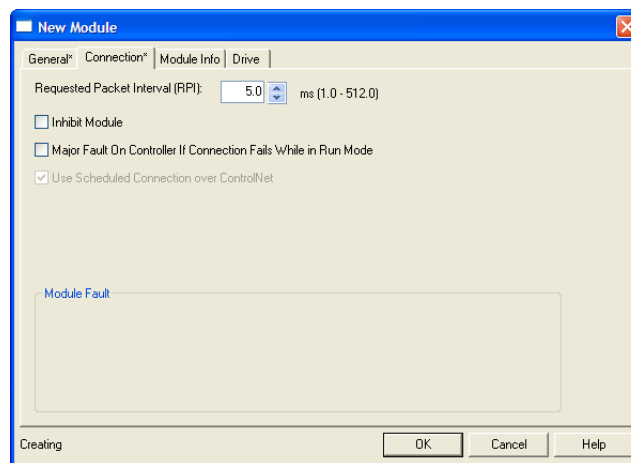 New Module
General* Connection* Module Info Drive
Requested Packet Interval (RPI): 5.0 ms (1.0 - 512.0)
Inhibit Module
Major Fault On Controller If Connection Fails While in Run Mode
Use Scheduled Connection over ControlNet
Module Fault
Creating OK Cancel Help